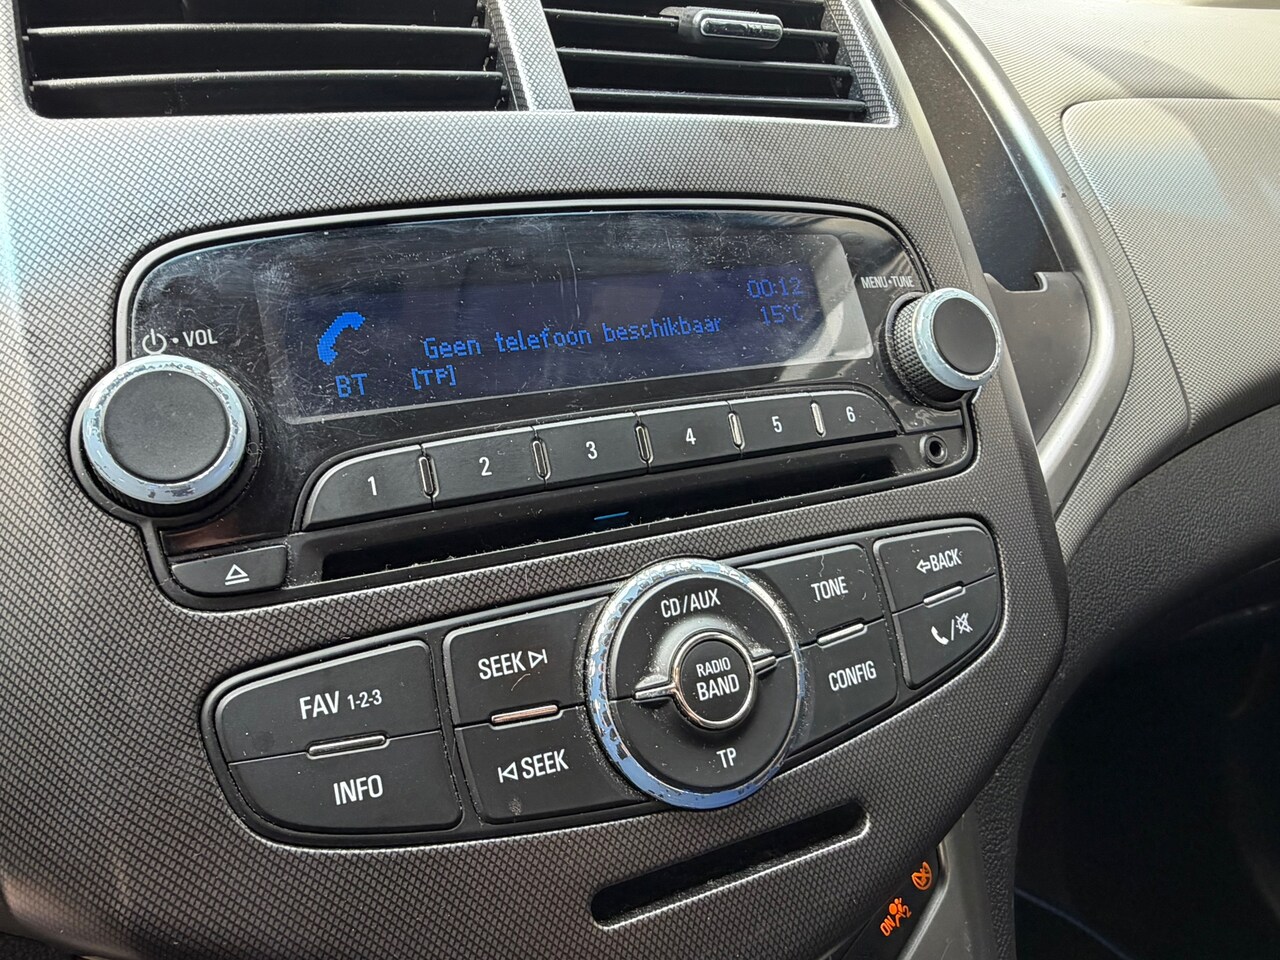 VOL
MENU•TUNE
00:12
15°C
Geen telefoon beschikbaar
BT [TP]
1 2 3 4 5 6
CD/AUX
TONE
BACK
SEEK
RADIO
BAND
CONFIG
FAV 1-2-3
INFO
SEEK
TP
ON 2